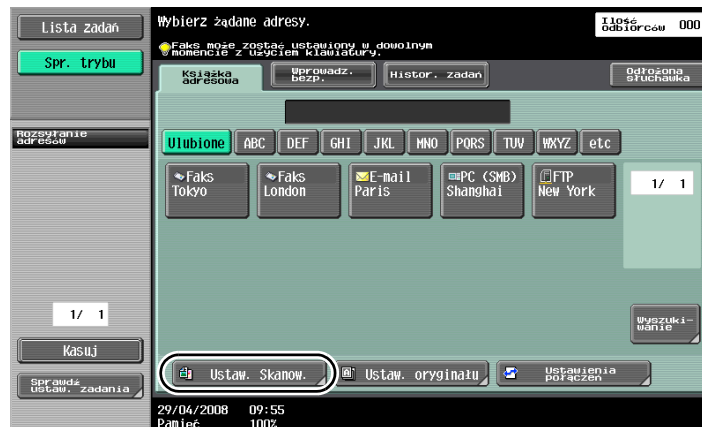 Lista zadań
Spr. trybu
Rozsyłanie
adresów
1/ 1
Kasuj
Sprawdź
ustaw. zadania
Wybierz żądane adresy.
Ilość
odbiorców 000
Faks może zostać ustawiony w dowolnym
momencie z użyciem klawiatury.
Książka
adresowa
Wprowadz.
bezp.
Histor. zadań
Odłożona
słuchawka
Ulubione ABC DEF GHI JKL MNO PQRS TUV WXYZ etc
Faks
Tokyo
Faks
London
E-mail
Paris
PC (SMB)
Shanghai
FTP
New York
1/ 1
Wyszuki-
wanie
Ustaw. Skanow.
Ustaw. oryginału
Ustawienia
połączeń
29/04/2008 09:55
Pamięć 100%